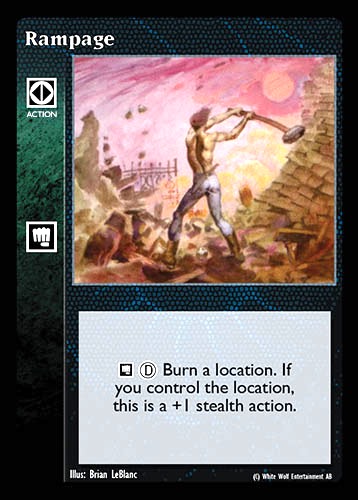 Rampage
ACTION
D Burn a location. If
you control the location,
this is a +1 stealth action.
Illus: Brian LeBlanc
(C) White Wolf Entertainment AB